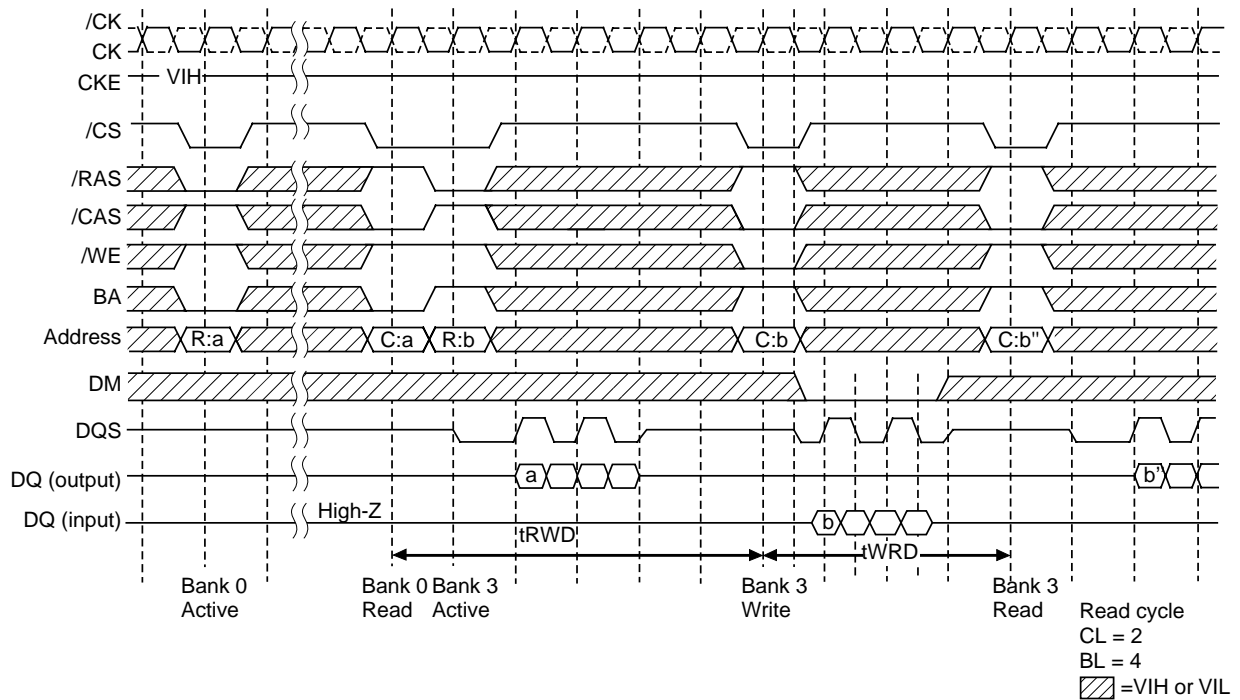 /CK
CK
CKE
VIH
/CS
/RAS
/CAS
/WE
BA
Address
R:a
C:a
R:b
C:b
C:b"
DM
DQS
DQ (output)
a
b'
DQ (input)
High-Z
b
tRWD
tWRD
Bank 0
Active
Bank 0
Read
Bank 3
Active
Bank 3
Write
Bank 3
Read
Read cycle
CL = 2
BL = 4
=VIH or VIL